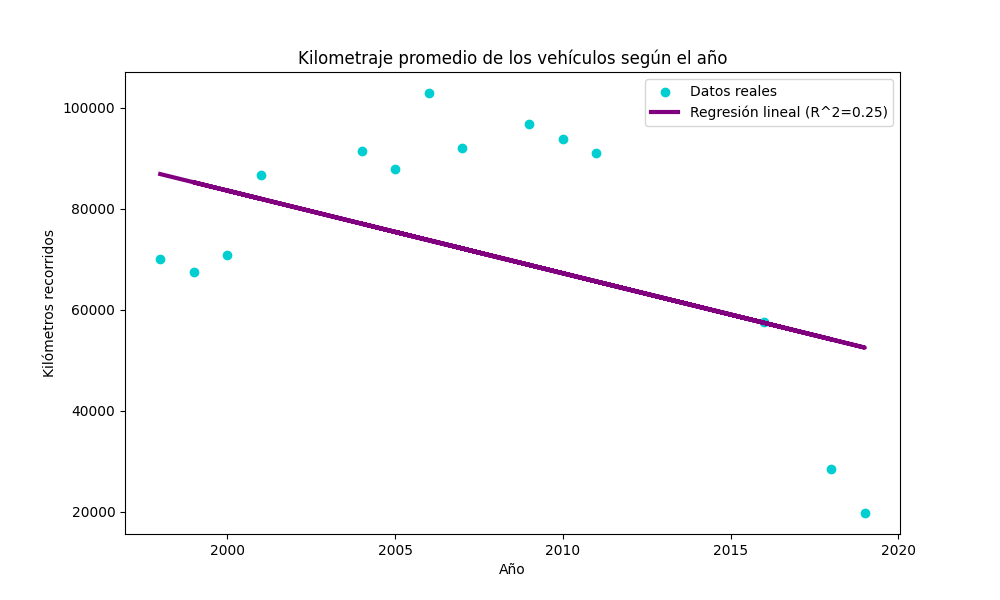 Kilometraje promedio de los vehículos según el año
Datos reales
Regresión lineal (R^2=0.25)
Kilómetros recorridos
100000
80000
60000
40000
20000
2000
2005
2010
2015
2020
Año